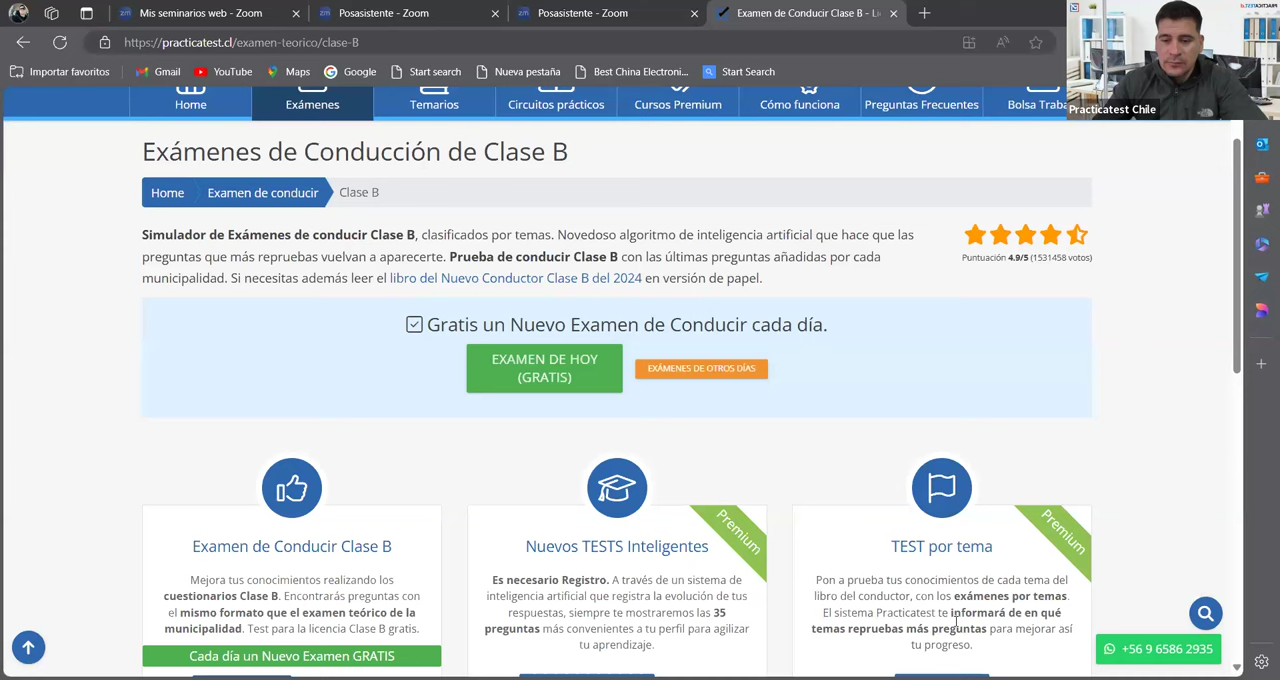 Mis seminarios web - Zoom
Posasistente - Zoom
Posasistente - Zoom
Examen de Conducir Clase B - Li
https://practicatest.cl/examen-teorico/clase-B
Importar favoritos
Gmail
YouTube
Maps
Google
Start search
Nueva pestaña
Best China Electroni...
Start Search
Practicatest Chile
Home
Exámenes
Temarios
Circuitos prácticos
Cursos Premium
Cómo funciona
Preguntas Frecuentes
Bolsa Traba
Exámenes de Conducción de Clase B
Home
Examen de conducir
Clase B
Simulador de Exámenes de conducir Clase B, clasificados por temas. Novedoso algoritmo de inteligencia artificial que hace que las
preguntas que más repruebas vuelvan a aparecerte. Prueba de conducir Clase B con las últimas preguntas añadidas por cada
municipalidad. Si necesitas además leer el libro del Nuevo Conductor Clase B del 2024 en versión de papel.
Puntuación 4.9/5 (1531458 votos)
Gratis un Nuevo Examen de Conducir cada día.
EXAMEN DE HOY
(GRATIS)
EXÁMENES DE OTROS DÍAS
Examen de Conducir Clase B
Mejora tus conocimientos realizando los
cuestionarios Clase B. Encontrarás preguntas con
el mismo formato que el examen teórico de la
municipalidad. Test para la licencia Clase B gratis.
Cada día un Nuevo Examen GRATIS
Premium
Nuevos TESTS Inteligentes
Es necesario Registro. A través de un sistema de
inteligencia artificial que registra la evolución de tus
respuestas, siempre te mostraremos las 35
preguntas más convenientes a tu perfil para agilizar
tu aprendizaje.
Premium
TEST por tema
Pon a prueba tus conocimientos de cada tema del
libro del conductor, con los exámenes por temas.
El sistema Practicatest te informará de en qué
temas repruebas más preguntas para mejorar así
tu progreso.
+56 9 6586 2935